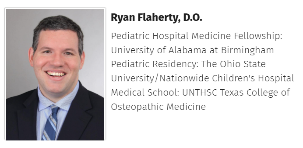 Ryan Flaherty, D.O.
Pediatric Hospital Medicine Fellowship:
University of Alabama at Birmingham
Pediatric Residency: The Ohio State
University/Nationwide Children's Hospital
Medical School: UNTHSC Texas College of
Osteopathic Medicine